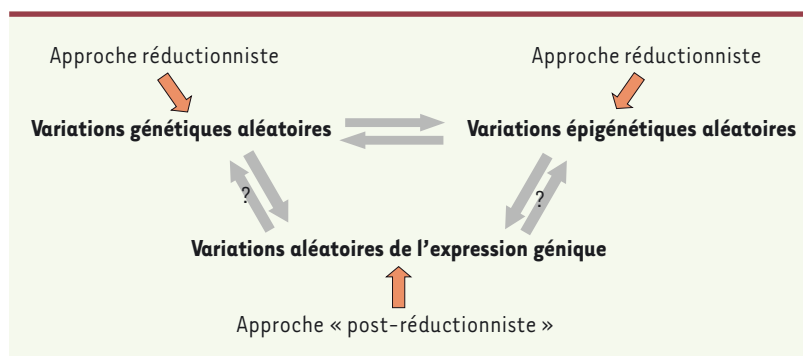 Approche réductionniste
Approche réductionniste
Variations génétiques aléatoires
Variations épigénétiques aléatoires
?
?
Variations aléatoires de l'expression génique
Approche « post-réductionniste »